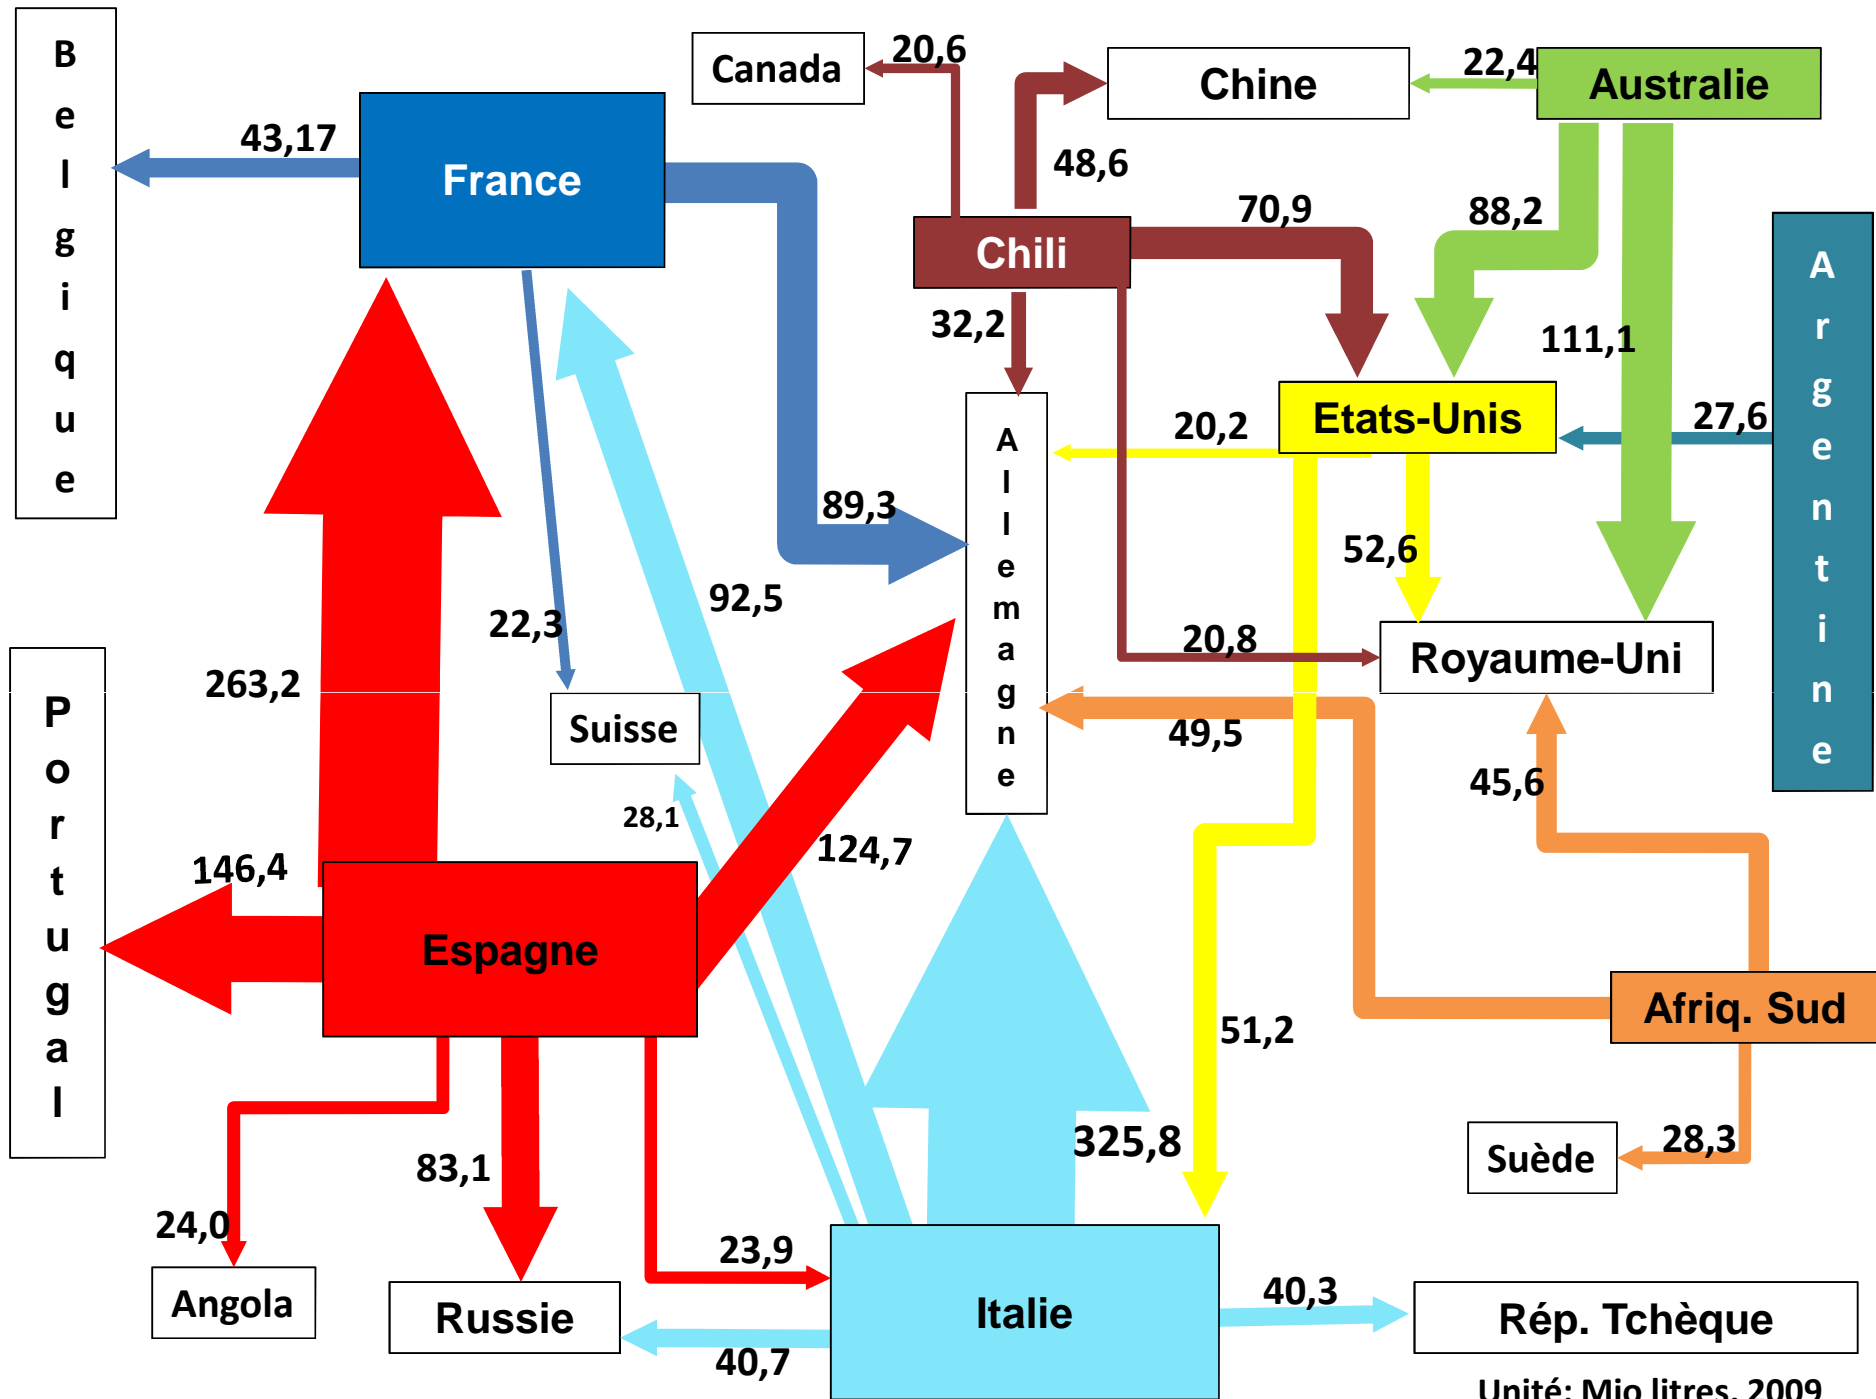 Belgique
20,6
Canada
Chine
22,4
Australie
43,17
France
48,6
70,9
88,2
Chili
Argentine
32,2
111,1
Etats-Unis
20,2
27,6
Allemagne
89,3
52,6
92,5
22,3
20,8
Royaume-Uni
263,2
Portugal
Suisse
49,5
45,6
28,1
124,7
146,4
Espagne
Afriq. Sud
51,2
325,8
83,1
Suède
28,3
24,0
23,9
Angola
Russie
Italie
40,3
Rép. Tchèque
40,7
Unité: Mio litres, 2009